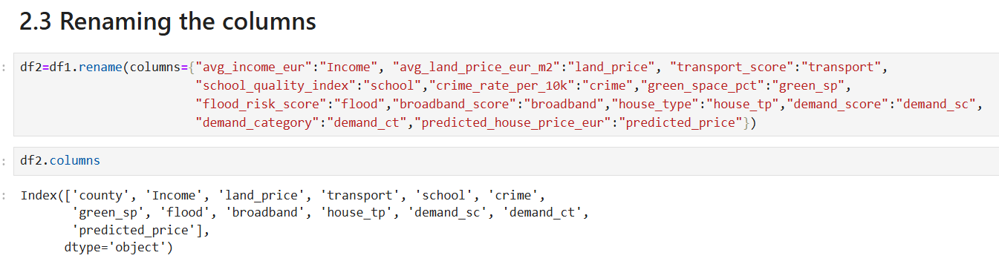 2.3 Renaming the columns
: df2=df1.rename(columns={"avg_income_eur":"Income", "avg_land_price_eur_m2":"land_price", "transport_score":"transport",
"school_quality_index":"school","crime_rate_per_10k":"crime","green_space_pct":"green_sp",
"flood_risk_score":"flood","broadband_score":"broadband","house_type":"house_tp","demand_score":"demand_sc",
"demand_category":"demand_ct","predicted_house_price_eur":"predicted_price"})
: df2.columns
: Index(['county', 'Income', 'land_price', 'transport', 'school', 'crime',
'green_sp', 'flood', 'broadband', 'house_tp', 'demand_sc', 'demand_ct',
'predicted_price'],
dtype='object')